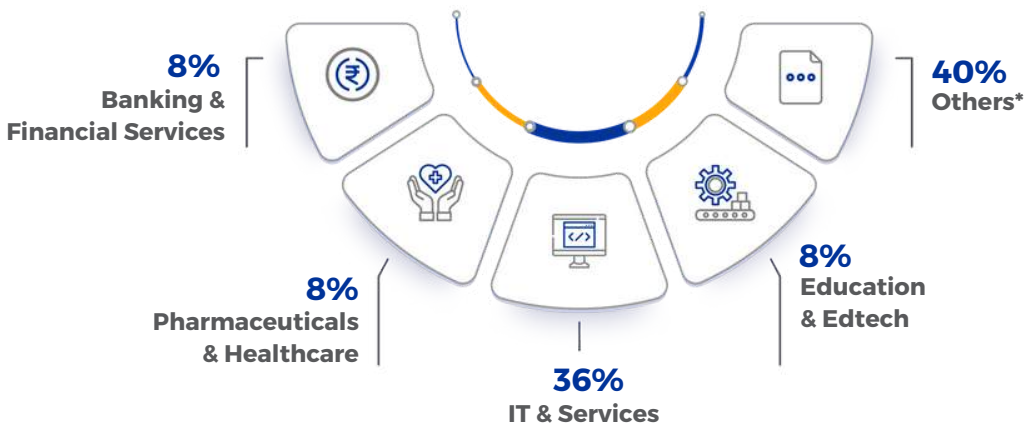 8%
Banking &
Financial Services
8%
Pharmaceuticals
& Healthcare
36%
IT & Services
8%
Education
& Edtech
40%
Others*